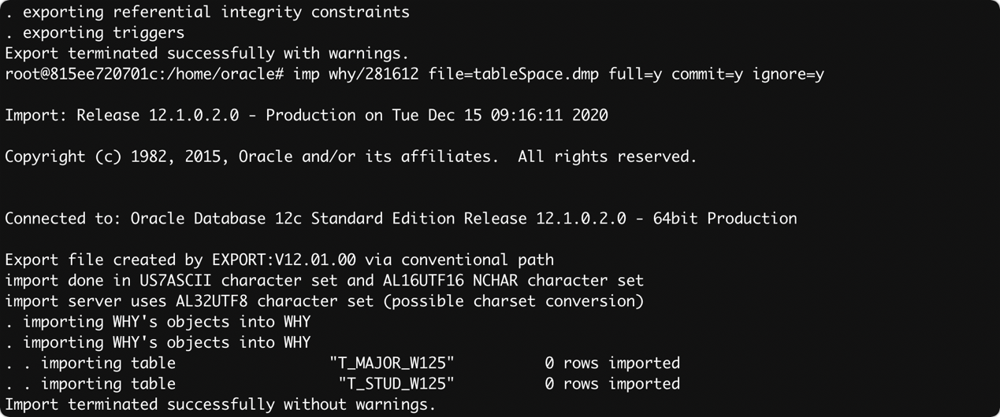 . exporting referential integrity constraints
. exporting triggers
Export terminated successfully with warnings.
root@815ee720701c:/home/oracle# imp why/281612 file=tableSpace.dmp full=y commit=y ignore=y
Import: Release 12.1.0.2.0 - Production on Tue Dec 15 09:16:11 2020
Copyright (c) 1982, 2015, Oracle and/or its affiliates.  All rights reserved.
Connected to: Oracle Database 12c Standard Edition Release 12.1.0.2.0 - 64bit Production
Export file created by EXPORT:V12.01.00 via conventional path
import done in US7ASCII character set and AL16UTF16 NCHAR character set
import server uses AL32UTF8 character set (possible charset conversion)
. importing WHY's objects into WHY
. importing WHY's objects into WHY
. . importing table                 "T_MAJOR_W125"          0 rows imported
. . importing table                  "T_STUD_W125"          0 rows imported
Import terminated successfully without warnings.